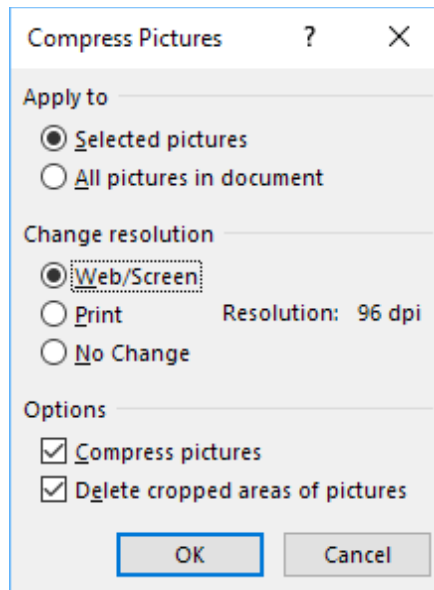 Compress Pictures ?
Apply to
Selected pictures
All pictures in document
Change resolution
Web/Screen
Print Resolution: 96 dpi
No Change
Options
Compress pictures
Delete cropped areas of pictures
OK Cancel